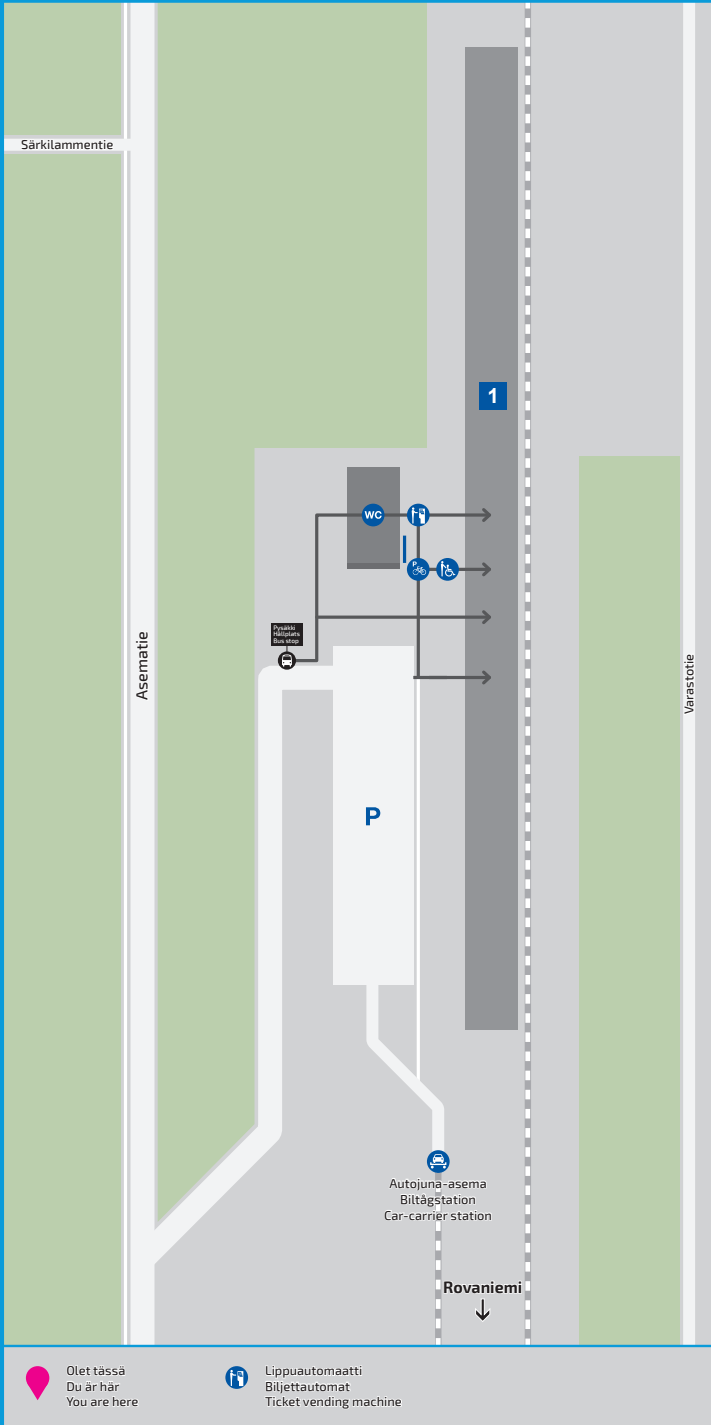 Särkilammentie
1
WC
P
Pysäkki
Hållplats
Bus stop
Asematie
Varastotie
P
Autojuna-asema
Biltågstation
Car-carrier station
Rovaniemi
Olet tässä
Du är här
You are here
Lippuautomaatti
Biljettautomat
Ticket vending machine